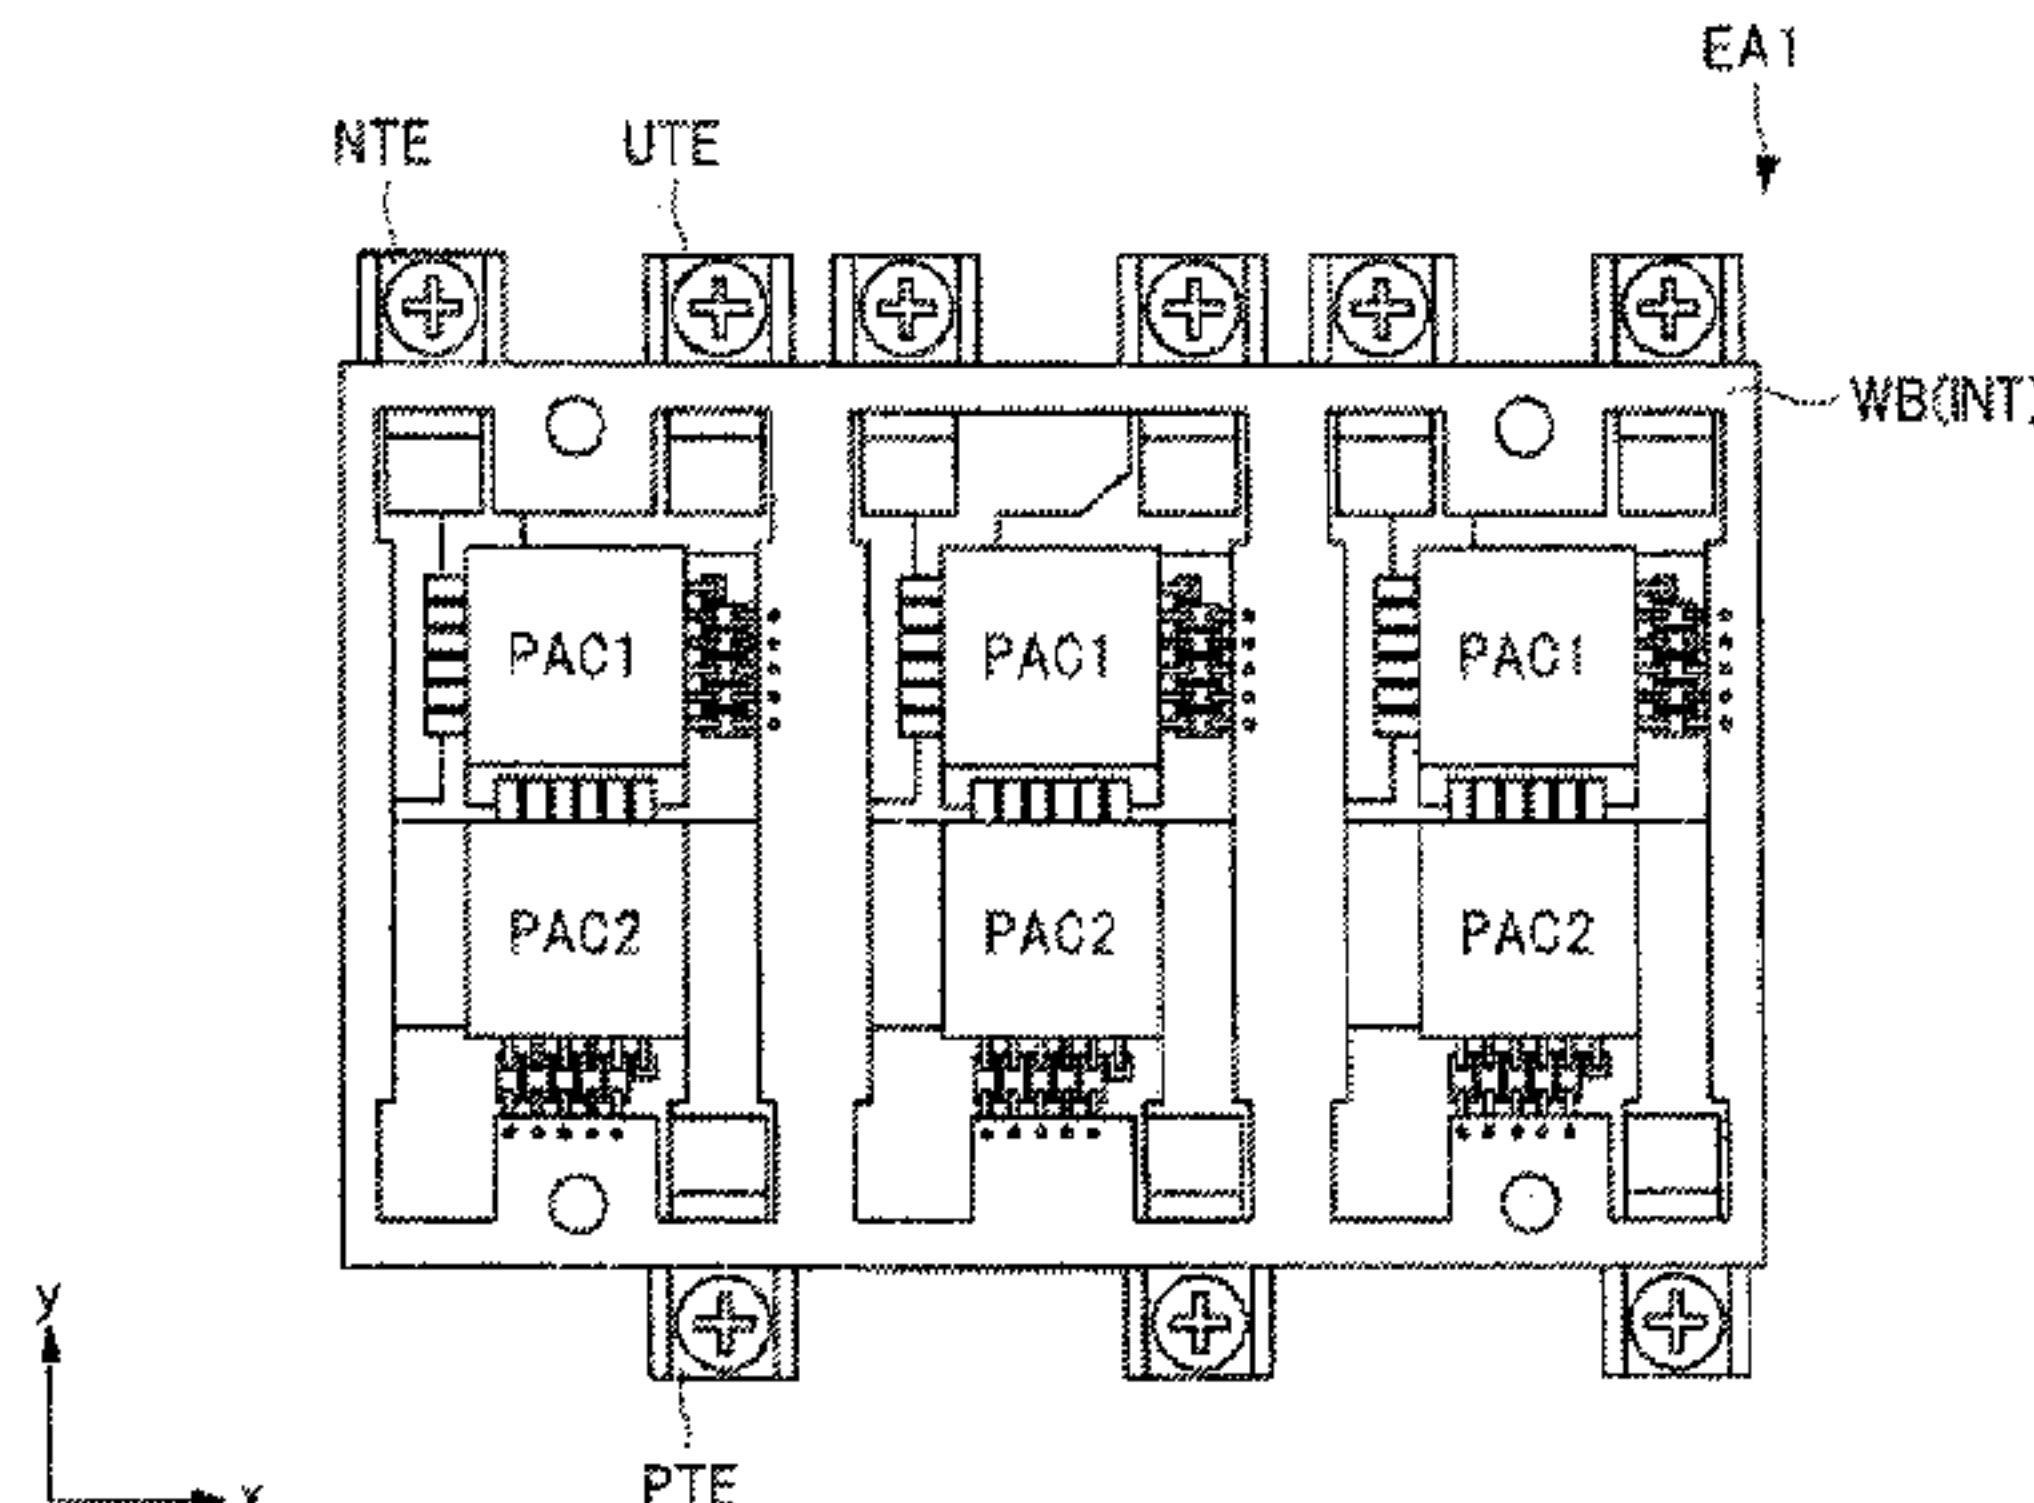 EA1
NTE UTE
WB(INT)
PAC1 PAC1 PAC1
PAC2 PAC2 PAC2
y
PTE
x